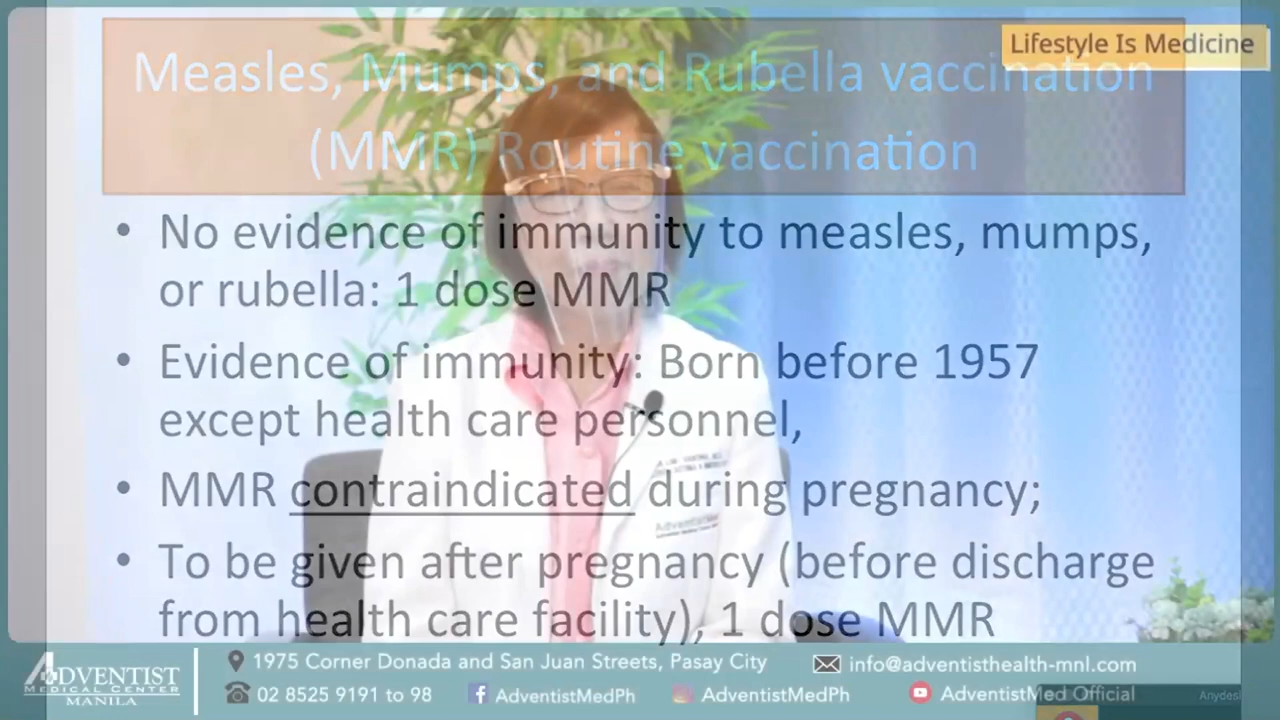 Lifestyle Is Medicine
Measles, Mumps, and Rubella vaccination
(MMR) Routine vaccination
• No evidence of immunity to measles, mumps,
or rubella: 1 dose MMR
• Evidence of immunity: Born before 1957
except health care personnel,
• MMR contraindicated during pregnancy;
• To be given after pregnancy (before discharge
from health care facility), 1 dose MMR
ADVENTIST
MEDICAL CENTER
MANILA
1975 Corner Donada and San Juan Streets, Pasay City
info@adventisthealth-mnl.com
02 8525 9191 to 98
AdventistMedPh
AdventistMedPh
AdventistMed Official